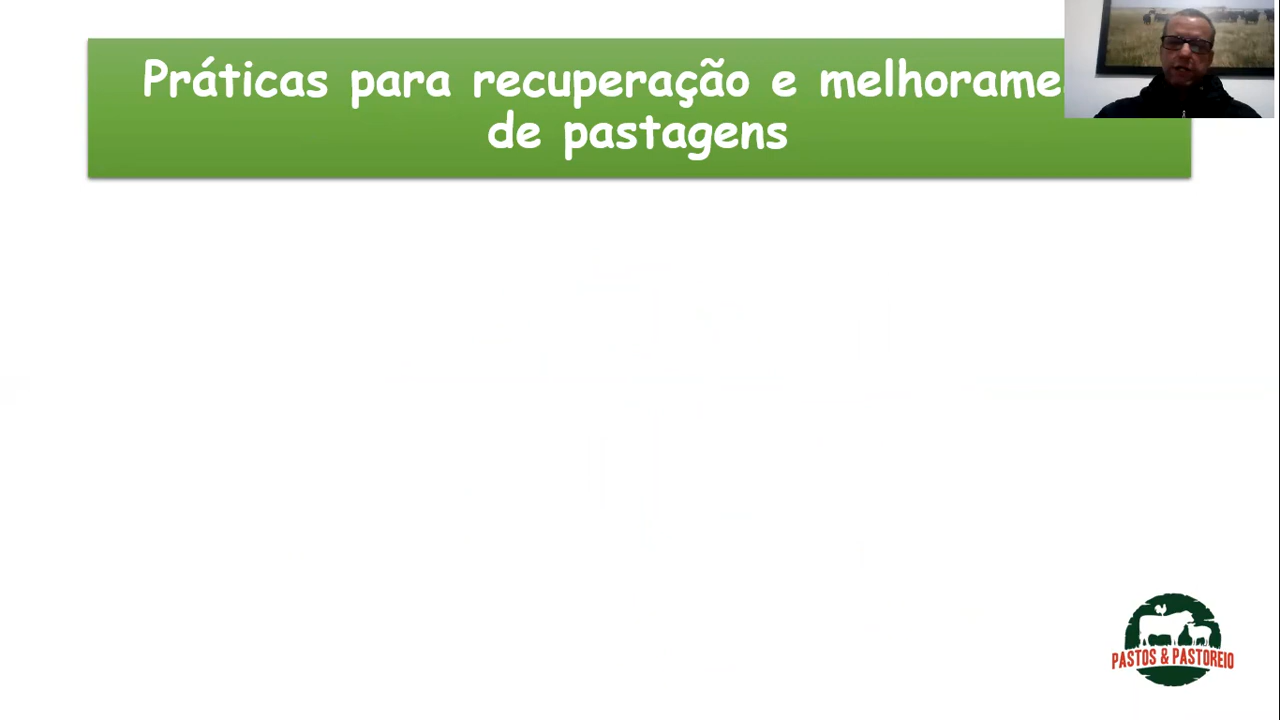 Práticas para recuperação e melhorame
de pastagens
PASTOS & PASTOREIO